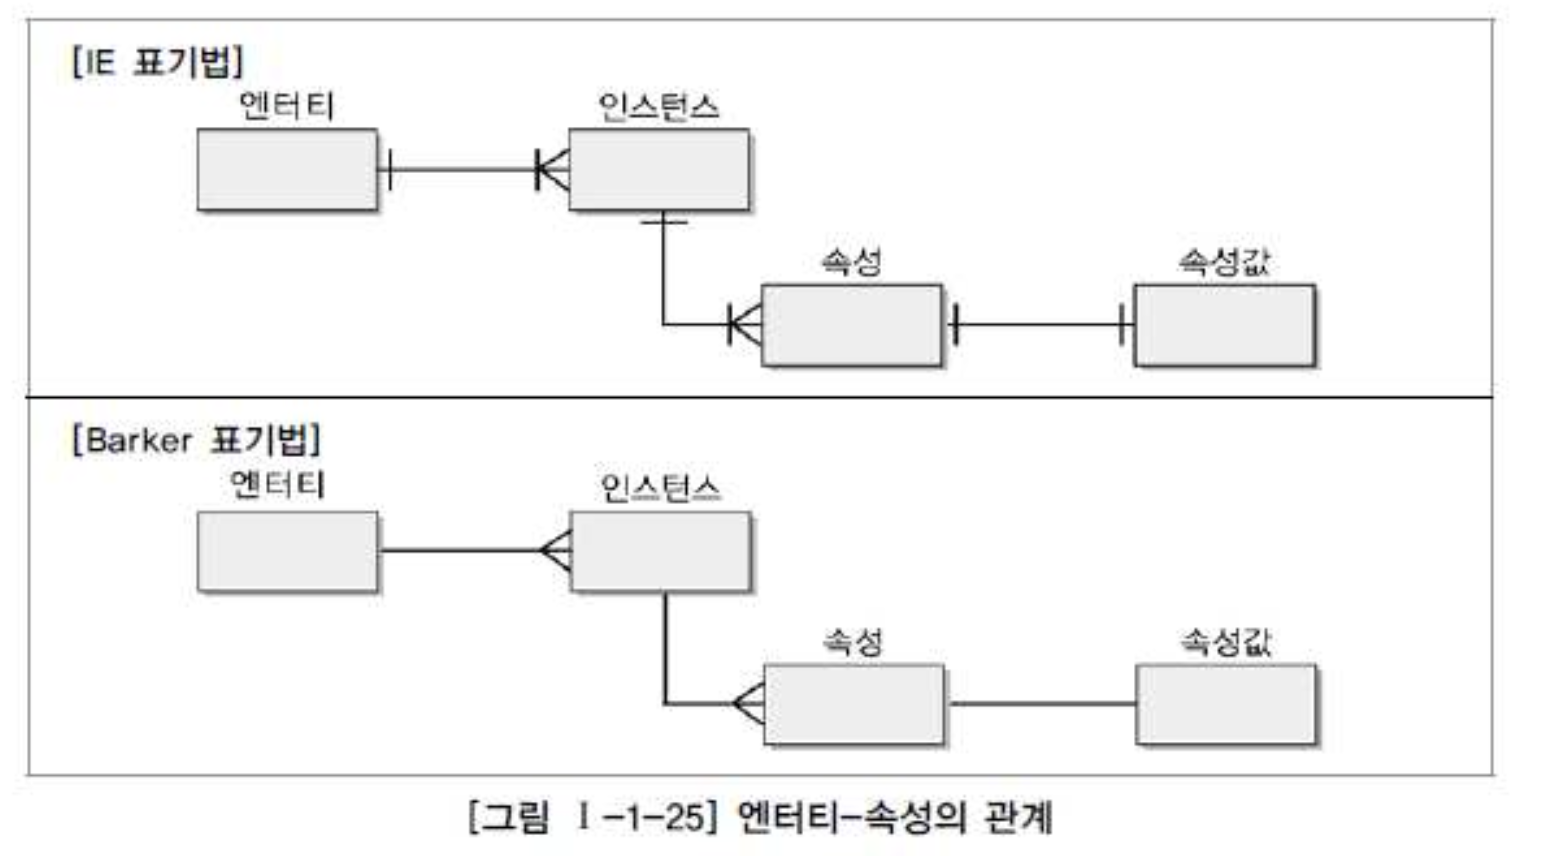 [IE 표기법]
엔터티 인스턴스
속성 속성값
[Barker 표기법]
엔터티 인스턴스
속성 속성값
[그림 Ⅰ-1-25] 엔터티-속성의 관계